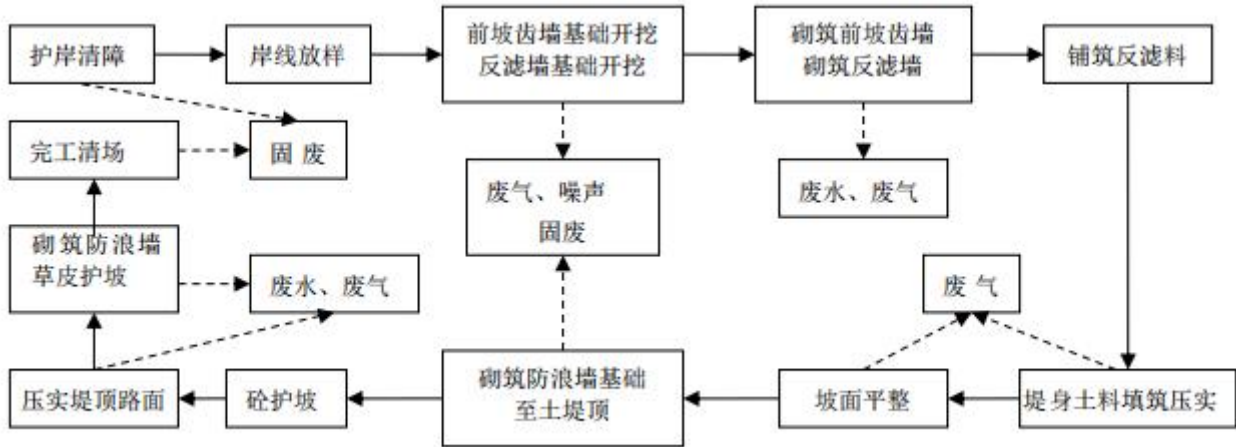 护岸清障
岸线放样
前坡齿墙基础开挖
反滤墙基础开挖
砌筑前坡齿墙
砌筑反滤墙
铺筑反滤料
完工清场
固 废
废气、噪声
固废
废水、废气
砌筑防浪墙
草皮护坡
废水、废气
废 气
压实堤顶路面
砼护坡
砌筑防浪墙基础
至土堤顶
坡面平整
堤身土料填筑压实